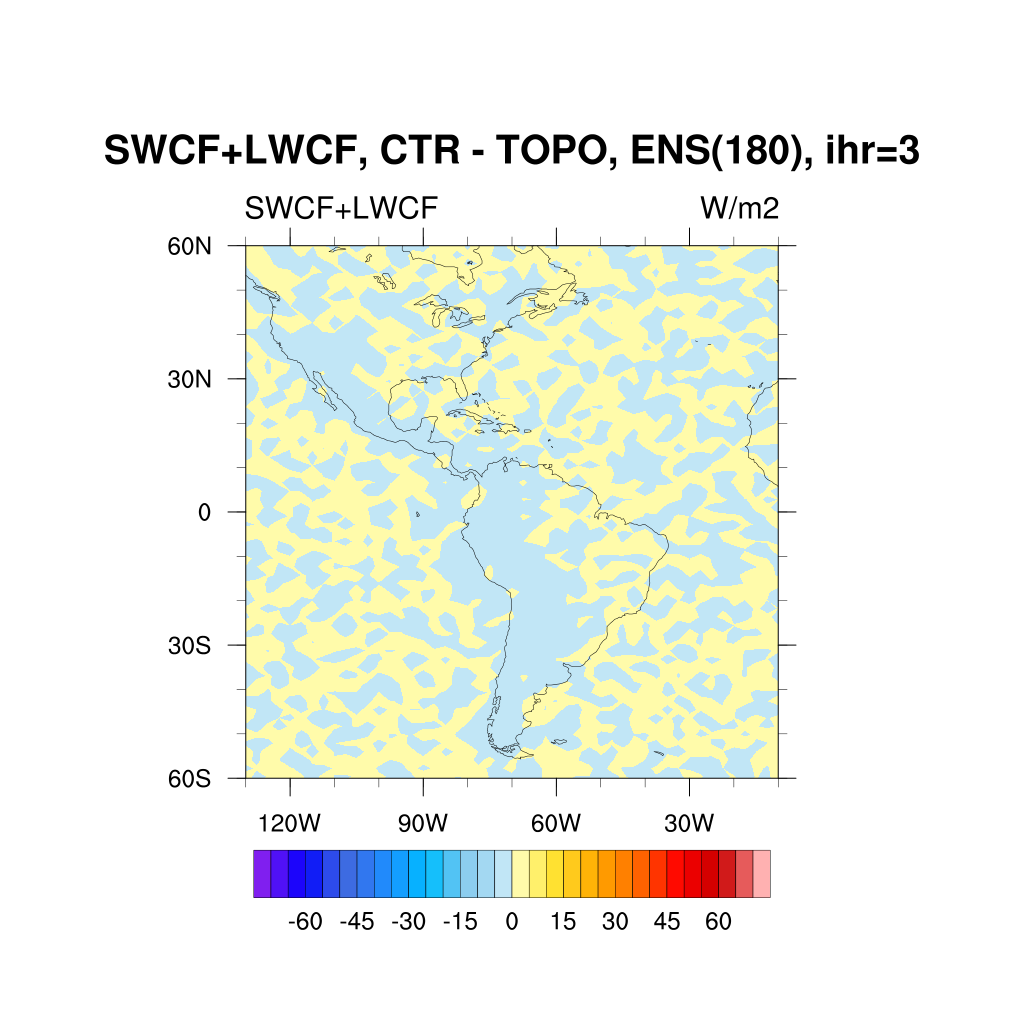 SWCF+LWCF, CTR - TOPO, ENS(180), ihr=3
SWCF+LWCF W/m2
60N
30N
0
30S
60S
120W 90W 60W 30W
-60 -45 -30 -15 0 15 30 45 60